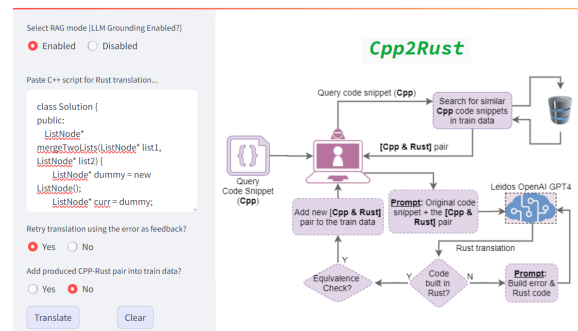 Select RAG mode [LLM Grounding Enabled?]
Enabled
Disabled
Paste C++ script for Rust translation...
class Solution {
public:
ListNode*
mergeTwoLists(ListNode* list1,
ListNode* list2) {
ListNode* dummy = new
ListNode();
ListNode* curr = dummy;
Retry translation using the error as feedback?
Yes
No
Add produced CPP-Rust pair into train data?
Yes
No
Translate
Clear
Cpp2Rust
Query code snippet (Cpp)
Search for similar
Cpp code snippets
in train data
[Cpp & Rust] pair
Query
Code Snippet
(Cpp)
Add new [Cpp & Rust]
pair to the train data
Prompt: Original code
snippet + the [Cpp &
Rust] pair
Leidos OpenAI GPT4
Rust translation
Y
Equivalence
Check?
Y
Code
built in
Rust?
N
Prompt:
Build error &
Rust code